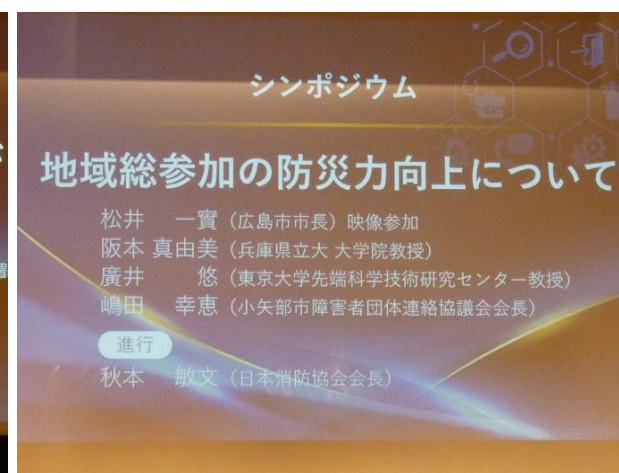 シンポジウム
地域総参加の防災力向上について
松井 一實（広島市市長）映像参加
阪本 真由美（兵庫県立大 大学院教授）
廣井 悠（東京大学先端科学技術研究センター教授）
嶋田 幸恵（小矢部市障害者団体連絡協議会会長）
進行
秋本 敏文（日本消防協会会長）